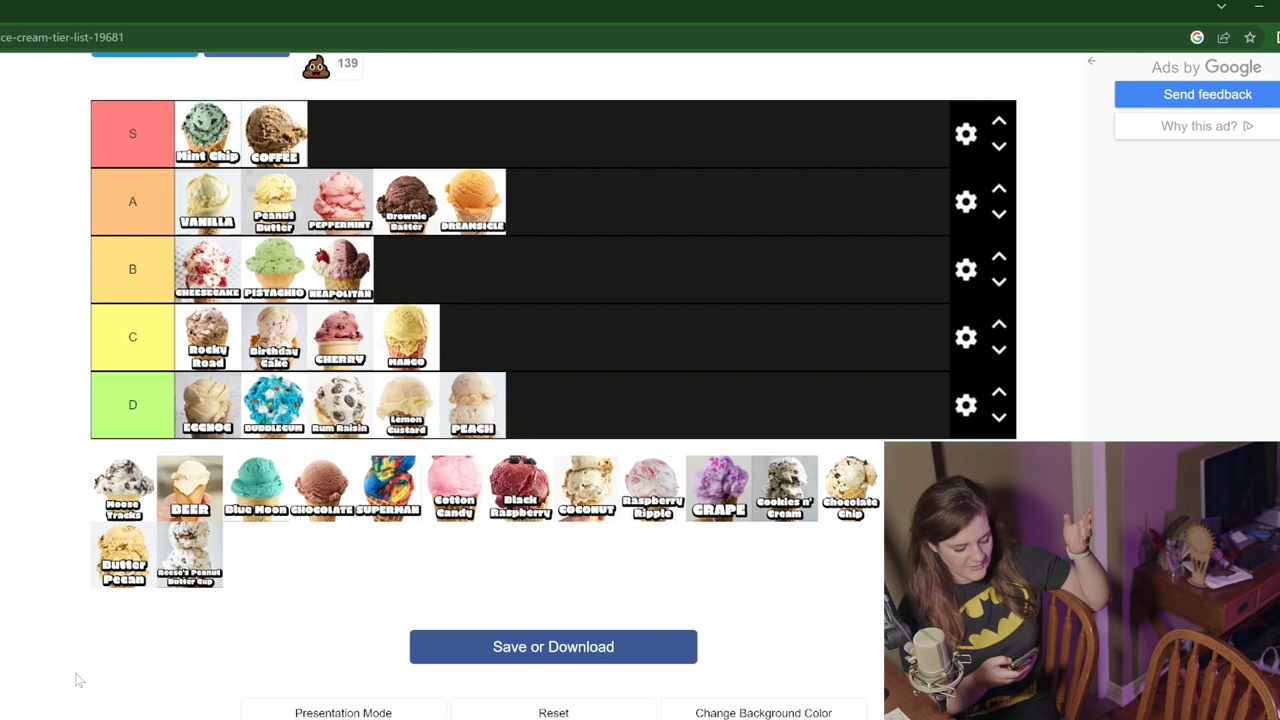 ce-cream-tier-list-19681
139
Ads by Google
Send feedback
Why this ad?
S
Mint Chip
COFFEE
A
VANILLA
Peanut
Butter
PEPPERMINT
Brownie
Batter
DREAMSICLE
B
CHEESECAKE
PISTACHIO
NEAPOLITAN
C
Rocky
Road
Birthday
Cake
CHERRY
MANGO
D
EGGNOG
BUBBLEGUM
Rum Raisin
Lemon
Custard
PEACH
Moose
Tracks
BEER
Blue Moon
CHOCOLATE
SUPERMAN
Cotton
Candy
Black
Raspberry
COCONUT
Raspberry
Ripple
GRAPE
Cookies n'
Cream
Chocolate
Chip
Butter
Pecan
Reese's Peanut
Butter Cup
Save or Download
Presentation Mode
Reset
Change Background Color